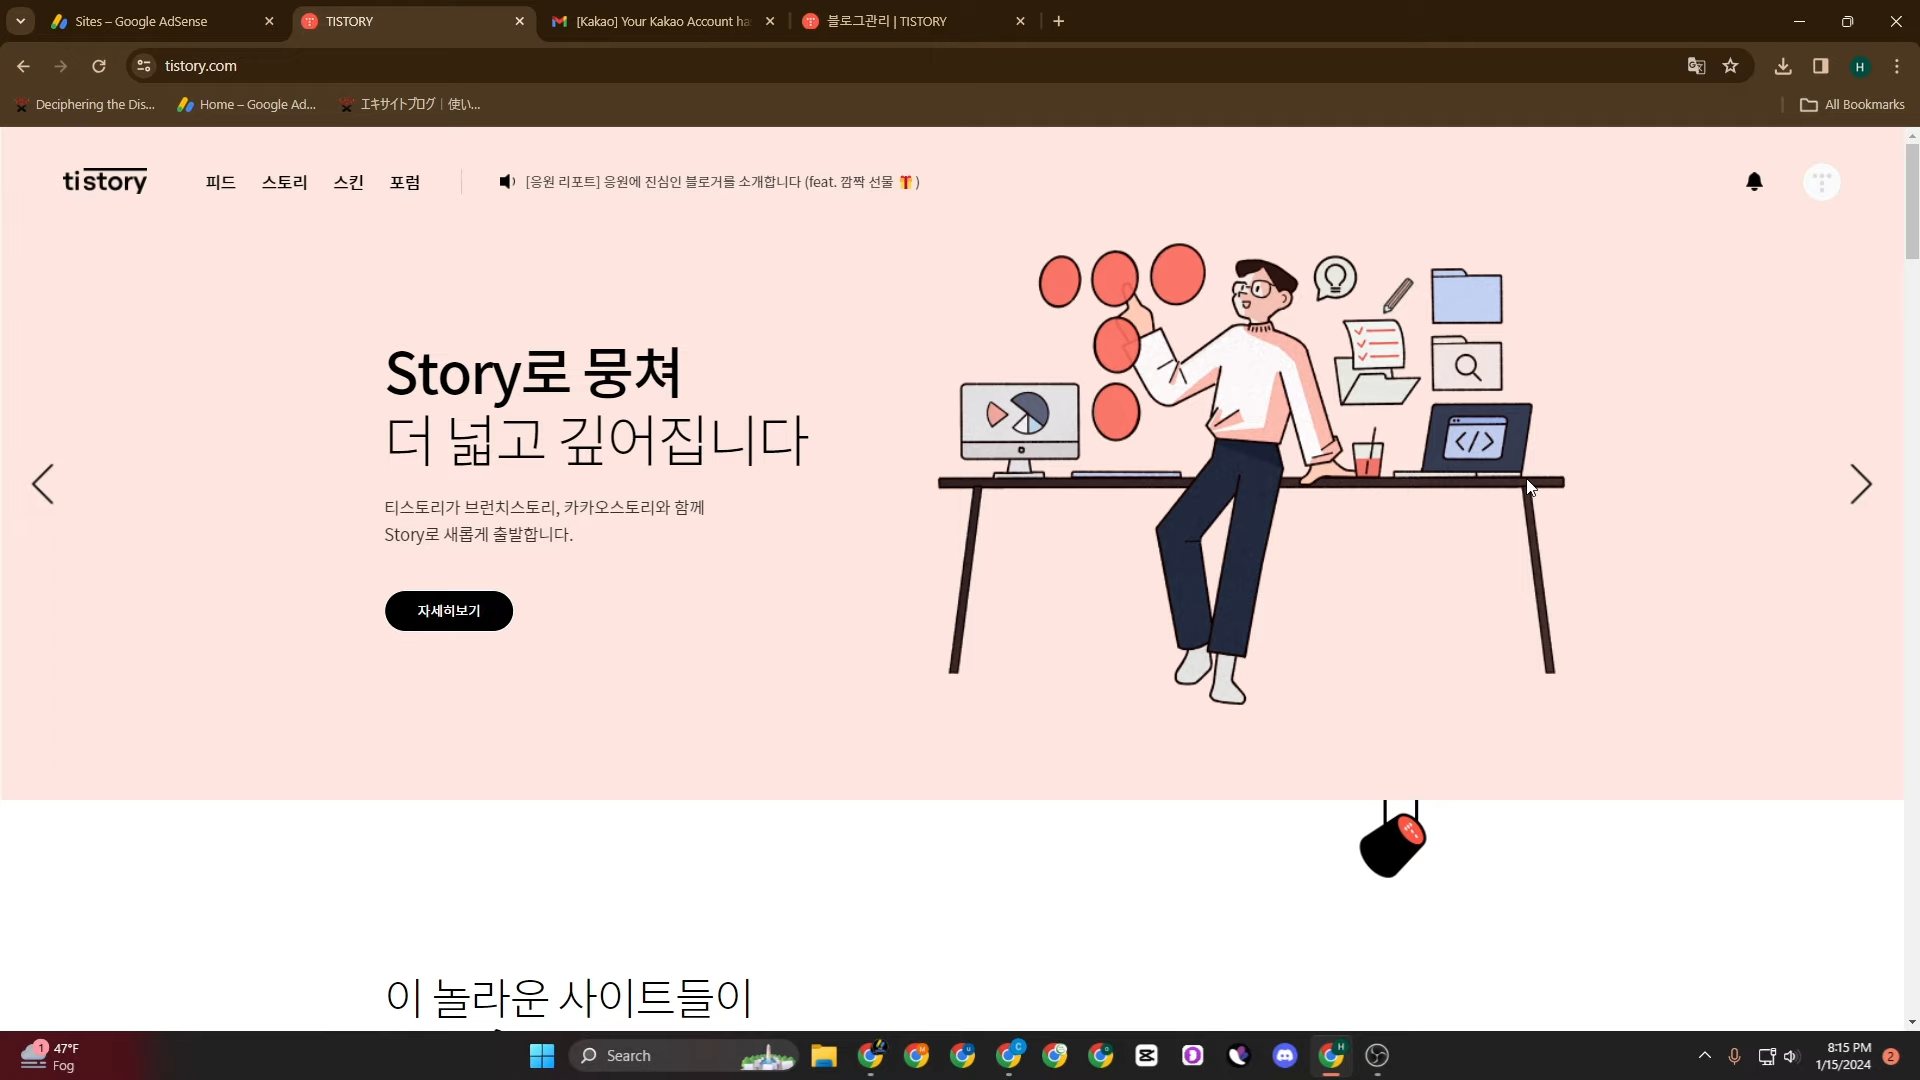 Sites – Google AdSense
TISTORY
[Kakao] Your Kakao Account ha
블로그관리 | TISTORY
tistory.com
H
Deciphering the Dis...
Home – Google Ad...
エキサイトブログ | 使い...
All Bookmarks
tistory
피드
스토리
스킨
포럼
[응원 리포트] 응원에 진심인 블로거를 소개합니다 (feat. 깜짝 선물 🎁)
Story로 뭉쳐
더 넓고 깊어집니다
티스토리가 브런치스토리, 카카오스토리와 함께
Story로 새롭게 출발합니다.
자세히보기
</>
이 놀라운 사이트들이
1
47°F
Fog
Search
8:15 PM
1/15/2024
2